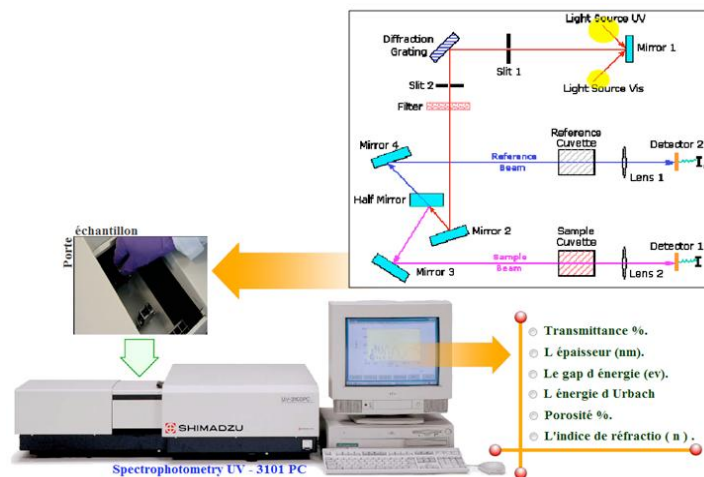 Light Source UV
Diffraction
Grating
Mirror 1
Slit 1
Slit 2
Light Source Vis
Filter
Mirror 4
Reference
Cuvette
Detector 2
Reference
Beam
Lens 1
Half Mirror
Mirror 2
Sample
Cuvette
Detector 1
Sample
Beam
Mirror 3
Lens 2
Porte
échantillon
SHIMADZU
Spectrophotometry UV - 3101 PC
Transmittance %.
L épaisseur (nm).
Le gap d énergie (ev).
L énergie d Urbach
Porosité %.
L'indice de réfractio ( n ) .